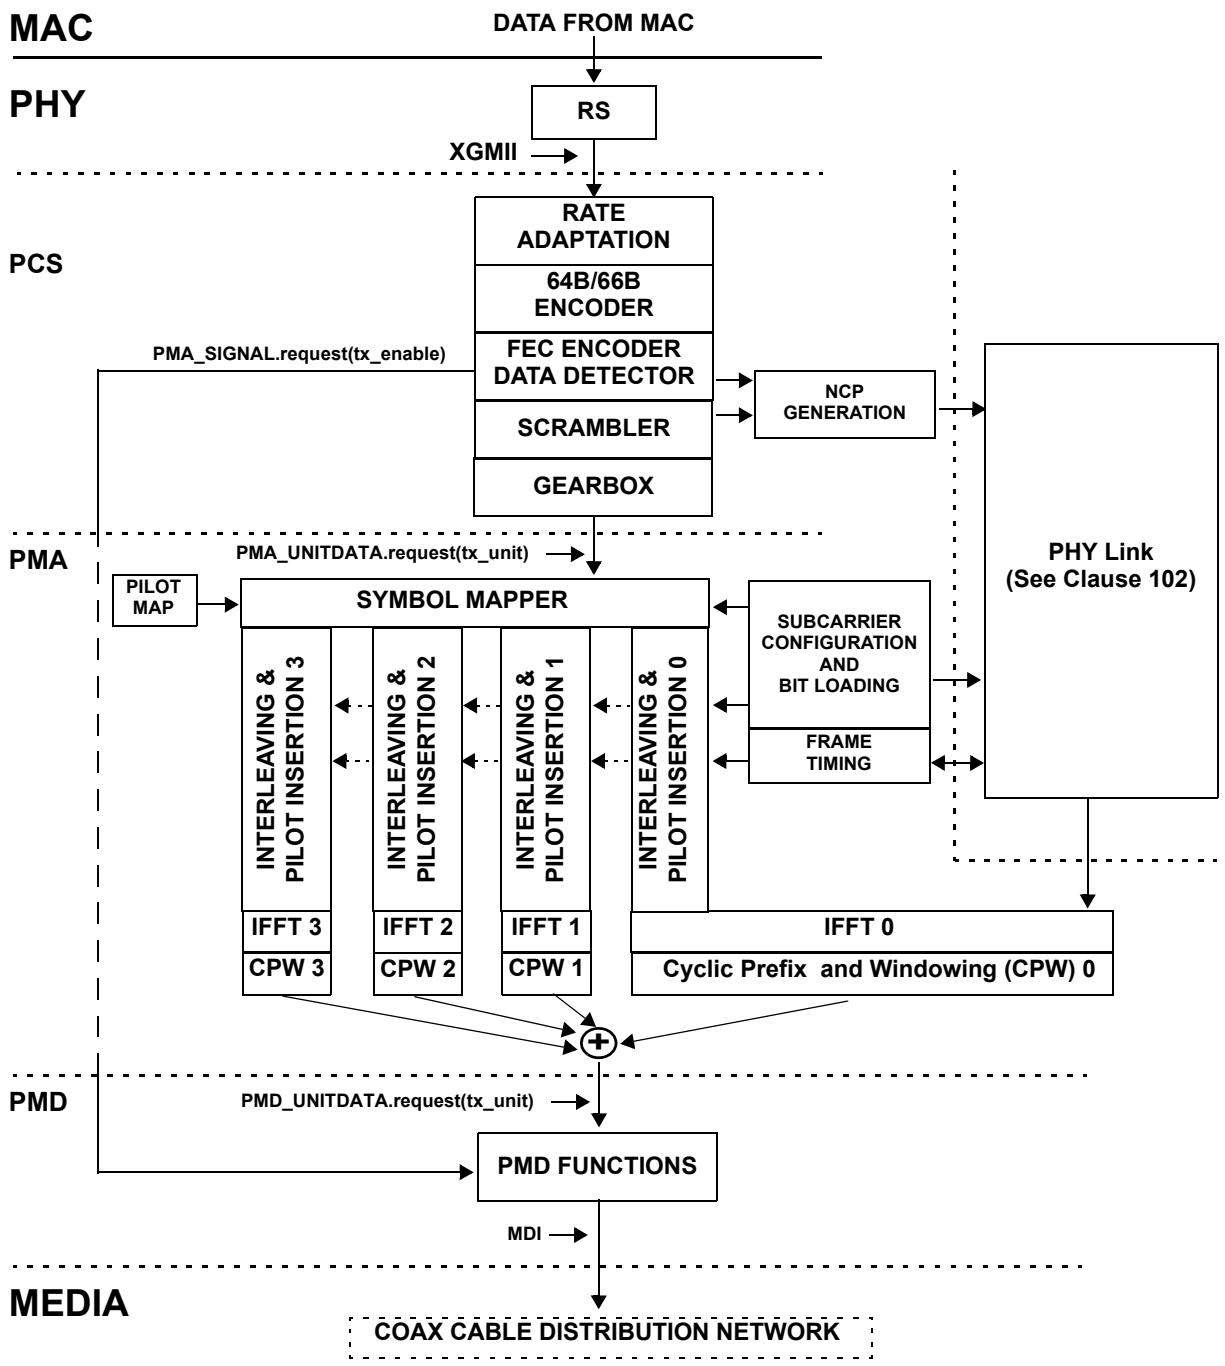 MAC
DATA FROM MAC
PHY
RS
XGMII
RATE
ADAPTATION
PCS
64B/66B
ENCODER
PMA_SIGNAL.request(tx_enable)
FEC ENCODER
DATA DETECTOR
NCP
GENERATION
SCRAMBLER
GEARBOX
PMA
PMA_UNITDATA.request(tx_unit)
PHY Link
(See Clause 102)
PILOT
MAP
SYMBOL MAPPER
SUBCARRIER
CONFIGURATION
AND
BIT LOADING
FRAME
TIMING
INTERLEAVING &
PILOT INSERTION 3
INTERLEAVING &
PILOT INSERTION 2
INTERLEAVING &
PILOT INSERTION 1
INTERLEAVING &
PILOT INSERTION 0
IFFT 3
IFFT 2
IFFT 1
IFFT 0
CPW 3
CPW 2
CPW 1
Cyclic Prefix and Windowing (CPW) 0
+
PMD
PMD_UNITDATA.request(tx_unit)
PMD FUNCTIONS
MDI
MEDIA
COAX CABLE DISTRIBUTION NETWORK